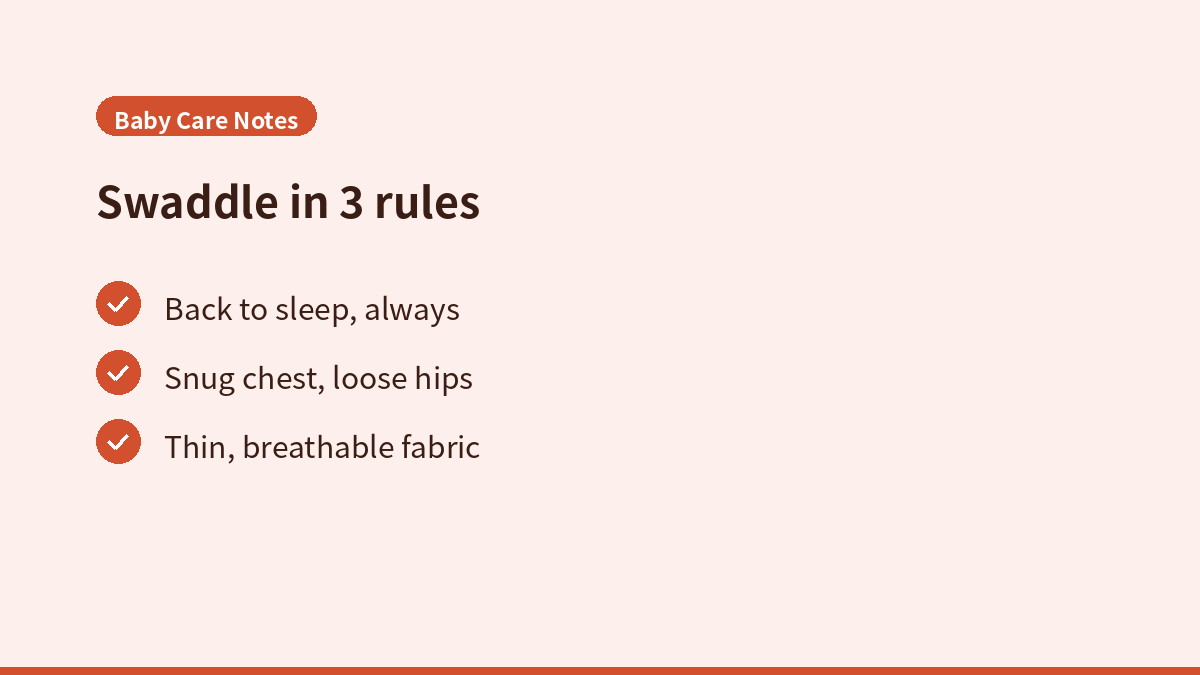 Baby Care Notes
Swaddle in 3 rules
Back to sleep, always
Snug chest, loose hips
Thin, breathable fabric